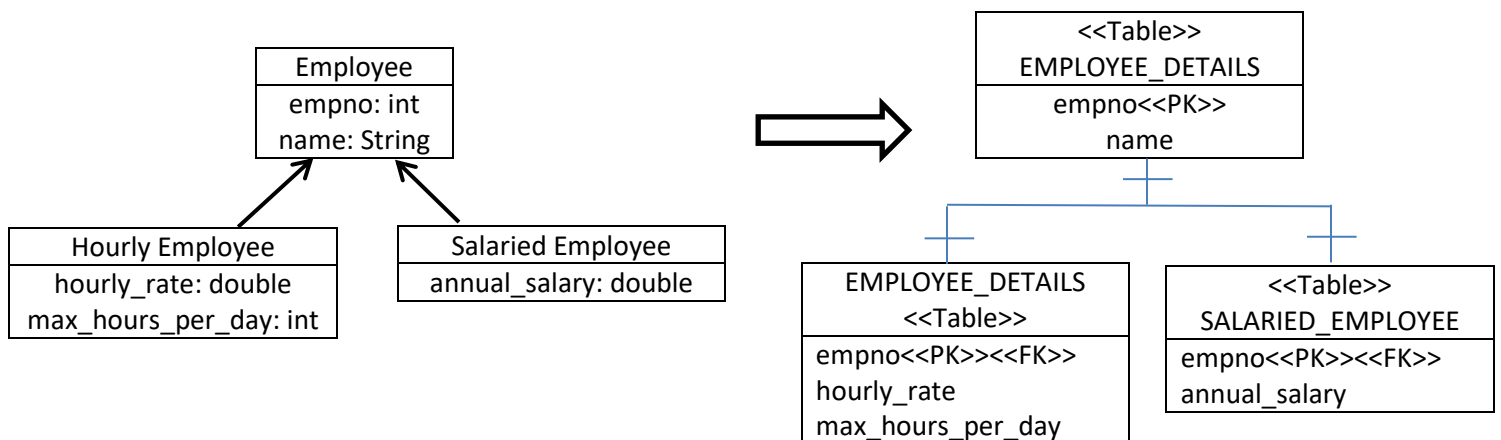 Employee
empno: int
name: String
Hourly Employee
hourly_rate: double
max_hours_per_day: int
Salaried Employee
annual_salary: double
<<Table>>
EMPLOYEE_DETAILS
empno<<PK>>
name
EMPLOYEE_DETAILS
<<Table>>
empno<<PK>><<FK>>
hourly_rate
max_hours_per_day
<<Table>>
SALARIED_EMPLOYEE
empno<<PK>><<FK>>
annual_salary